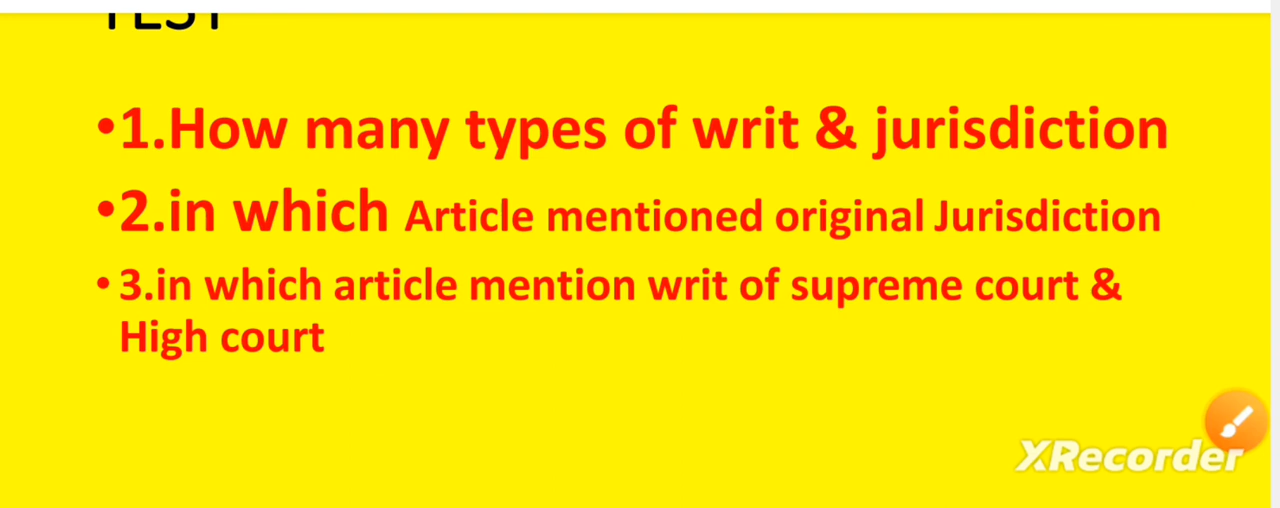 TEST
•1.How many types of writ & jurisdiction
•2.in which Article mentioned original Jurisdiction
•3.in which article mention writ of supreme court &
High court
XRecorder